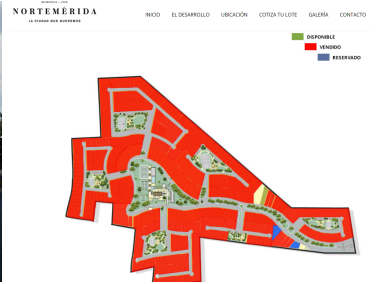 NORTEMÉRIDA
LA CIUDAD QUE QUEREMOS
INICIO EL DESARROLLO UBICACIÓN COTIZA TU LOTE GALERÍA CONTACTO
DISPONIBLE
VENDIDO
RESERVADO